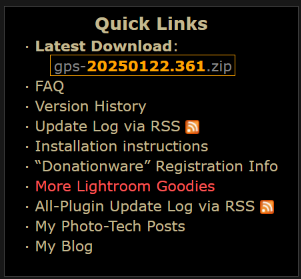 Quick Links
· Latest Download:
gps-20250122.361.zip
· FAQ
· Version History
· Update Log via RSS
· Installation instructions
· “Donationware” Registration Info
· More Lightroom Goodies
· All-Plugin Update Log via RSS
· My Photo-Tech Posts
· My Blog